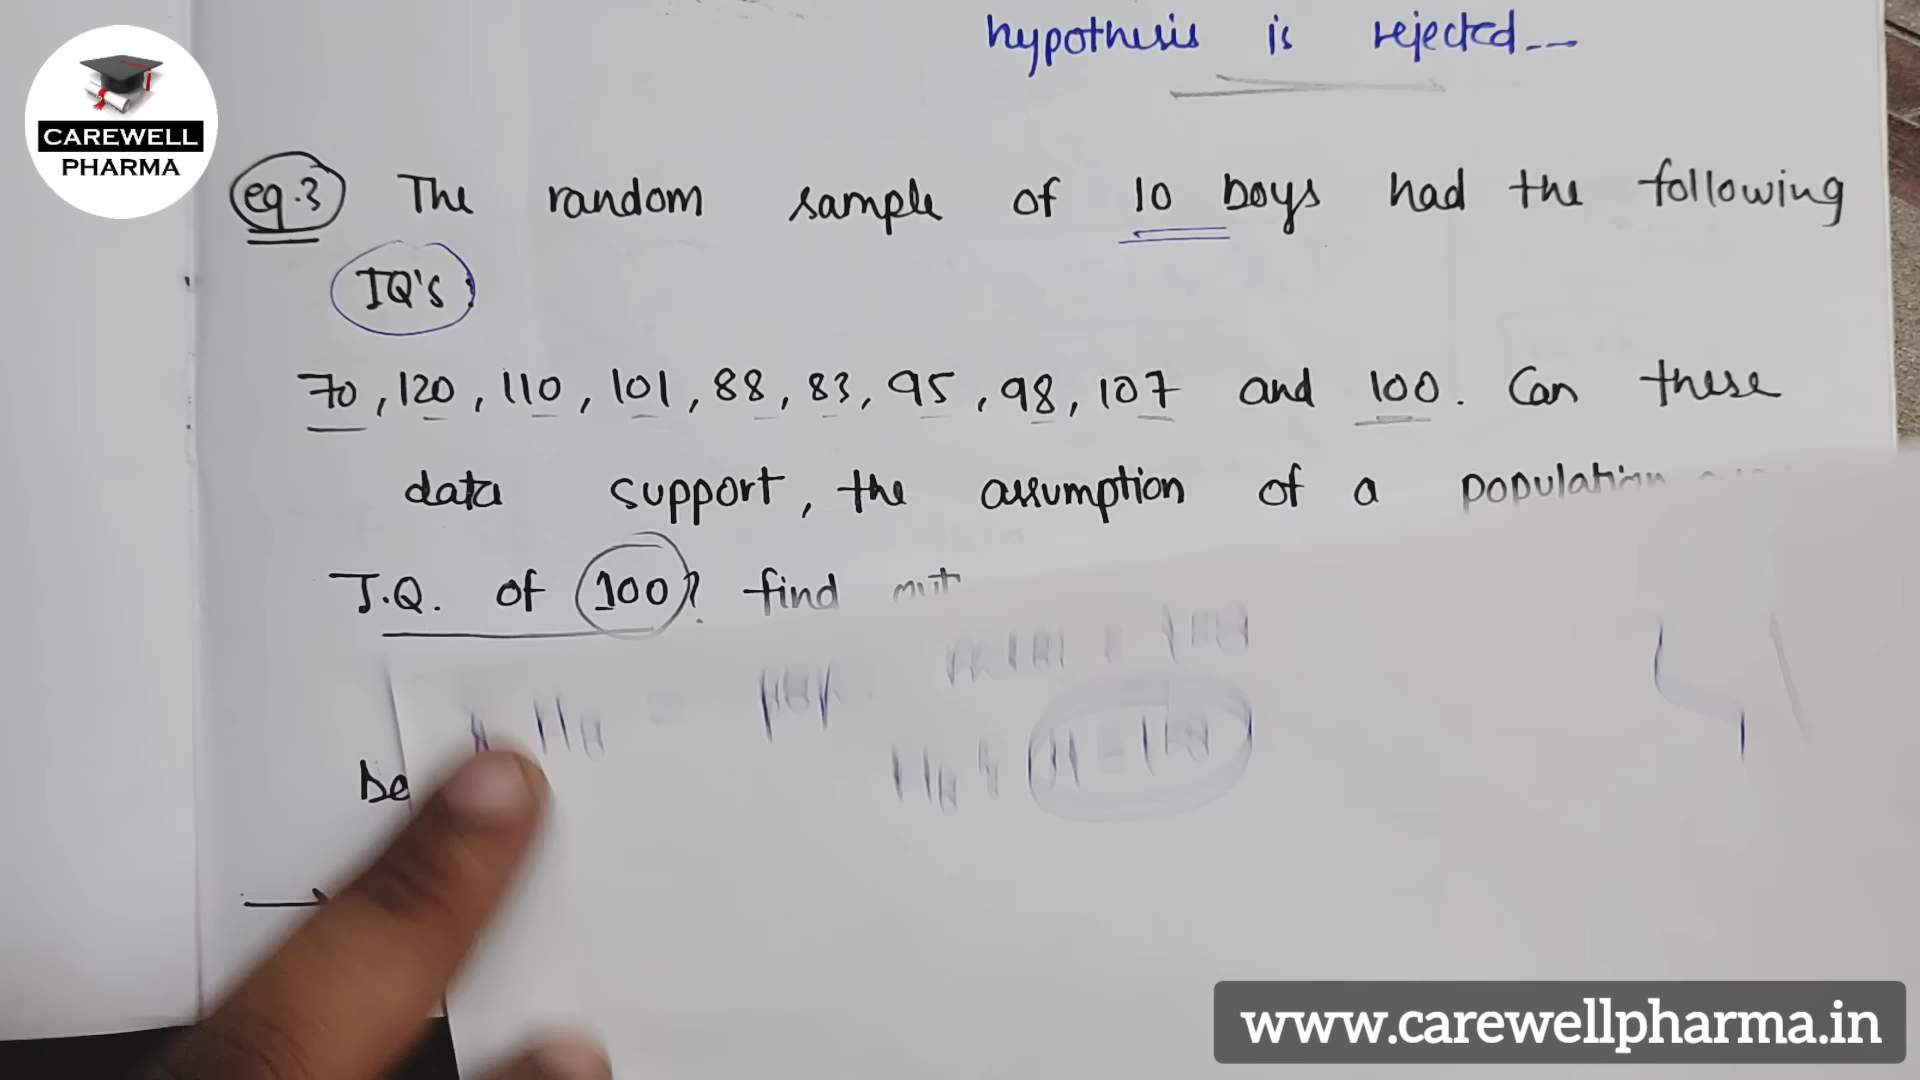 hypothesis is rejected---
CAREWELL
PHARMA
eg.3 The random sample of 10 boys had the following
IQ's:
70, 120, 110, 101, 88, 83, 95, 98, 107 and 100. Can these
data support, the assumption of a population
I.Q. of 100? find out
www.carewellpharma.in